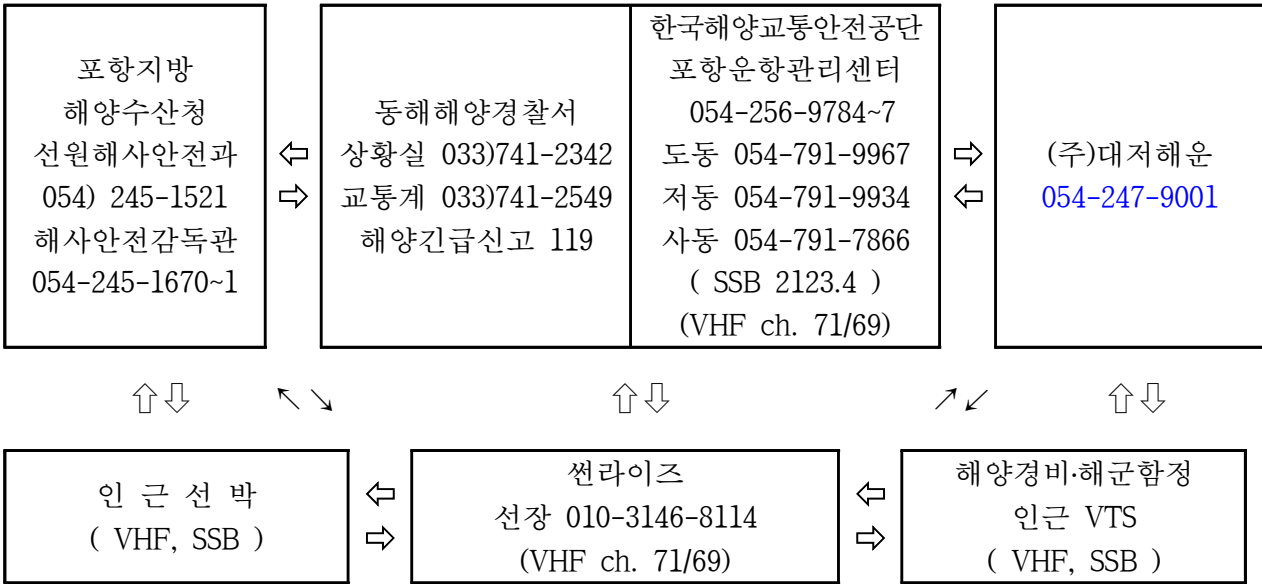 포항지방
해양수산청
선원해사안전과
054) 245-1521
해사안전감독관
054-245-1670~1
⇦
⇨
동해해양경찰서
상황실 033)741-2342
교통계 033)741-2549
해양긴급신고 119
한국해양교통안전공단
포항운항관리센터
054-256-9784~7
도동 054-791-9967
저동 054-791-9934
사동 054-791-7866
( SSB 2123.4 )
(VHF ch. 71/69)
⇨
⇦
(주)대저해운
054-247-9001
⇧⇩ ↖↘ ⇧⇩ ↗↙ ⇧⇩
인 근 선 박
( VHF, SSB )
⇦
⇨
썬라이즈
선장 010-3146-8114
(VHF ch. 71/69)
⇦
⇨
해양경비·해군함정
인근 VTS
( VHF, SSB )